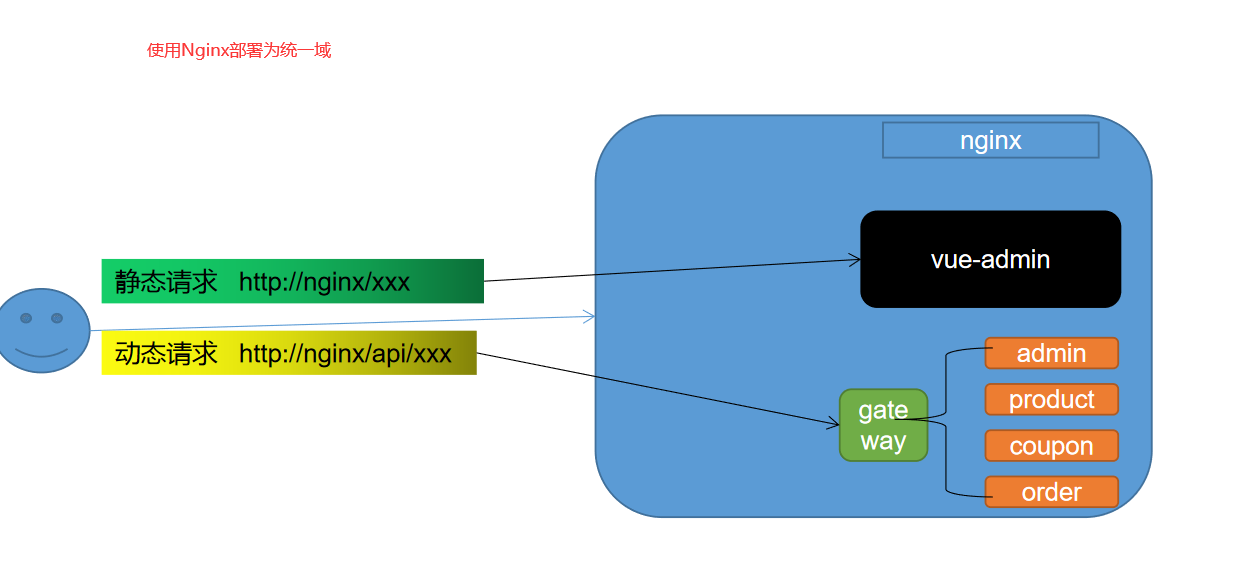 使用Nginx部署为统一域
nginx
vue-admin
静态请求 http://nginx/xxx
动态请求 http://nginx/api/xxx
gate
way
admin
product
coupon
order